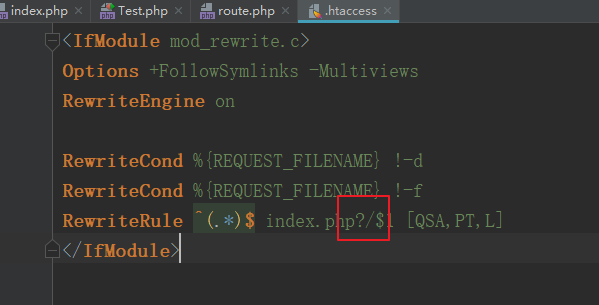 index.php × Test.php × route.php × .htaccess ×
<IfModule mod_rewrite.c>
Options +FollowSymlinks -Multiviews
RewriteEngine on
RewriteCond %{REQUEST_FILENAME} !-d
RewriteCond %{REQUEST_FILENAME} !-f
RewriteRule ^(.*)$ index.php?/$1 [QSA,PT,L]
</IfModule>